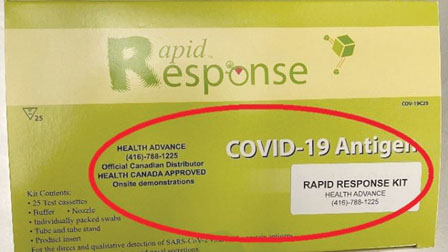 Rapid
Response
25
COV-19C25
HEALTH ADVANCE
(416)-788-1225
Official Canadian Distributor
HEALTH CANADA APPROVED
Onsite demonstrations
COVID-19 Antigen
RAPID RESPONSE KIT
HEALTH ADVANCE
(416)-788-1225
Kit Contents:
• 25 Test cassettes
• Buffer • Nozzle
• Individually packed swabs
• Tube and tube stand
• Product insert
For the direct and qualitative detection of SARS-CoV-2